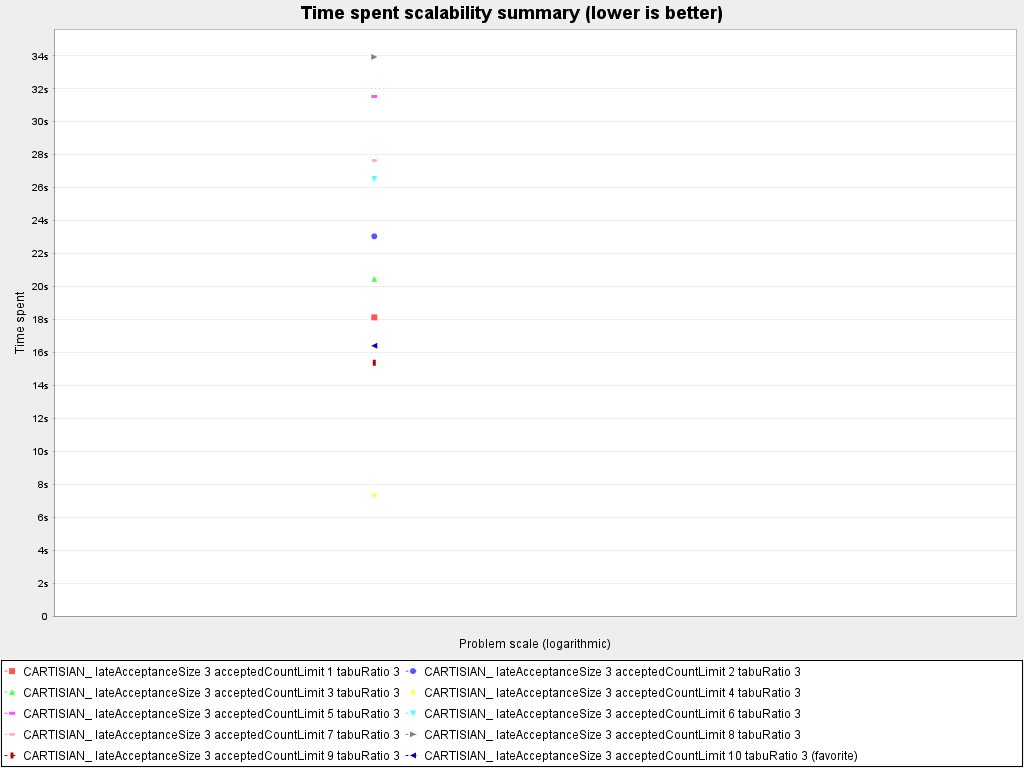 Time spent scalability summary (lower is better)
34s
32s
30s
28s
26s
24s
22s
20s
18s
16s
14s
12s
10s
8s
6s
4s
2s
0
Time spent
Problem scale (logarithmic)
CARTISIAN_ lateAcceptanceSize 3 acceptedCountLimit 1 tabuRatio 3 CARTISIAN_ lateAcceptanceSize 3 acceptedCountLimit 2 tabuRatio 3
CARTISIAN_ lateAcceptanceSize 3 acceptedCountLimit 3 tabuRatio 3 CARTISIAN_ lateAcceptanceSize 3 acceptedCountLimit 4 tabuRatio 3
CARTISIAN_ lateAcceptanceSize 3 acceptedCountLimit 5 tabuRatio 3 CARTISIAN_ lateAcceptanceSize 3 acceptedCountLimit 6 tabuRatio 3
CARTISIAN_ lateAcceptanceSize 3 acceptedCountLimit 7 tabuRatio 3 CARTISIAN_ lateAcceptanceSize 3 acceptedCountLimit 8 tabuRatio 3
CARTISIAN_ lateAcceptanceSize 3 acceptedCountLimit 9 tabuRatio 3 CARTISIAN_ lateAcceptanceSize 3 acceptedCountLimit 10 tabuRatio 3 (favorite)